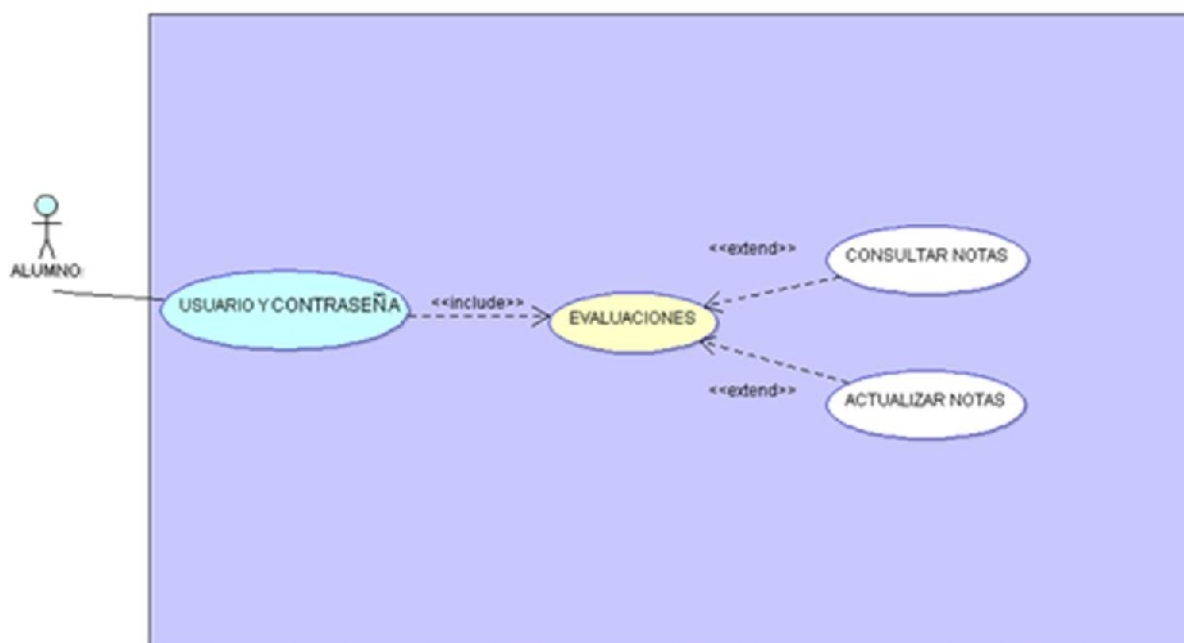 ALUMNO
USUARIO Y CONTRASEÑA
<<include>>
EVALUACIONES
<<extend>>
CONSULTAR NOTAS
<<extend>>
ACTUALIZAR NOTAS